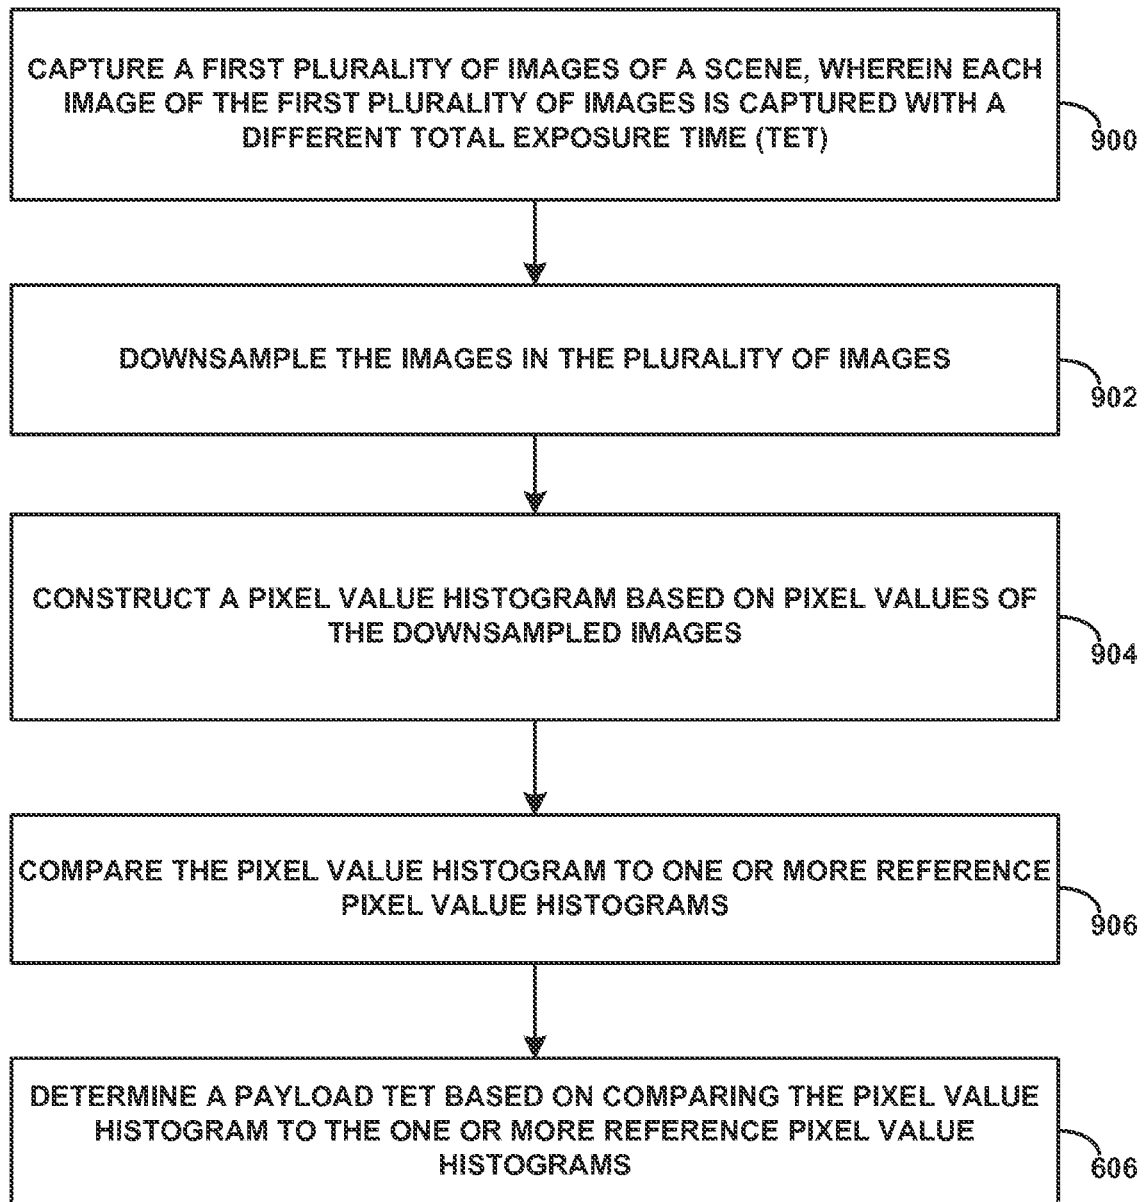 CAPTURE A FIRST PLURALITY OF IMAGES OF A SCENE, WHEREIN EACH
IMAGE OF THE FIRST PLURALITY OF IMAGES IS CAPTURED WITH A
DIFFERENT TOTAL EXPOSURE TIME (TET)
900
DOWNSAMPLE THE IMAGES IN THE PLURALITY OF IMAGES
902
CONSTRUCT A PIXEL VALUE HISTOGRAM BASED ON PIXEL VALUES OF
THE DOWNSAMPLED IMAGES
904
COMPARE THE PIXEL VALUE HISTOGRAM TO ONE OR MORE REFERENCE
PIXEL VALUE HISTOGRAMS
906
DETERMINE A PAYLOAD TET BASED ON COMPARING THE PIXEL VALUE
HISTOGRAM TO THE ONE OR MORE REFERENCE PIXEL VALUE
HISTOGRAMS
606